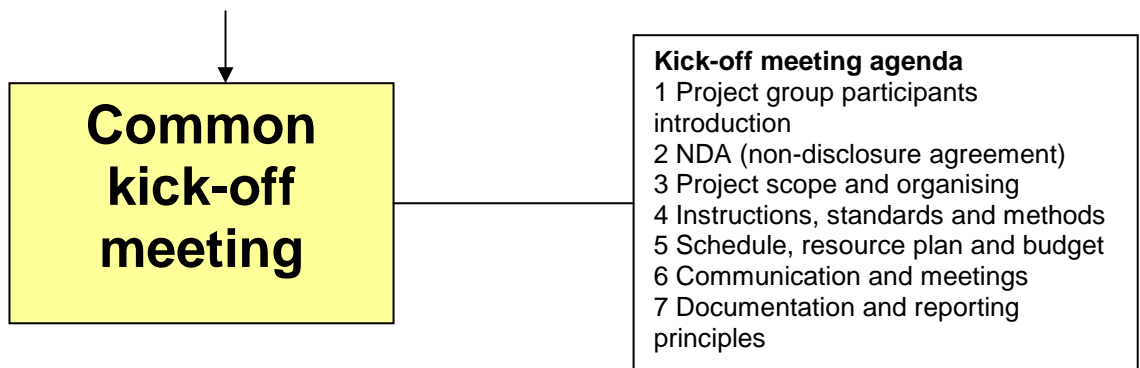 Common
kick-off
meeting
Kick-off meeting agenda
1 Project group participants
introduction
2 NDA (non-disclosure agreement)
3 Project scope and organising
4 Instructions, standards and methods
5 Schedule, resource plan and budget
6 Communication and meetings
7 Documentation and reporting
principles